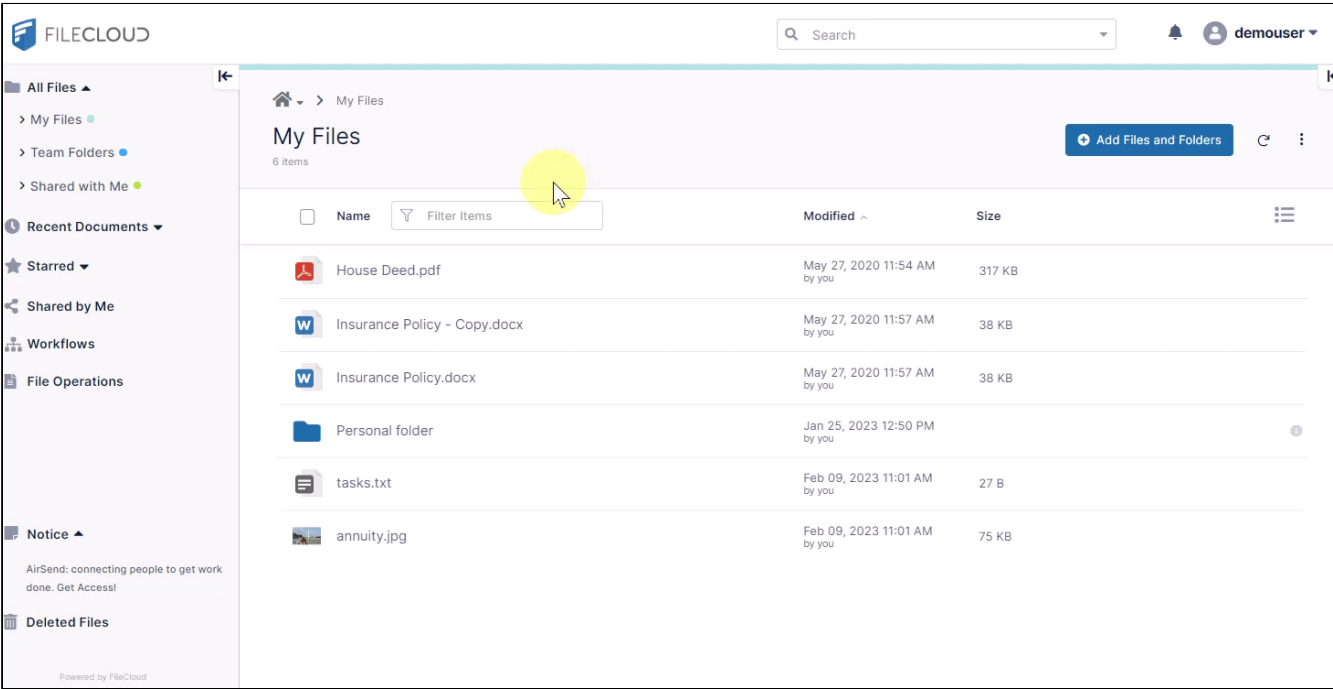 FILECLOUD
Search
demouser
All Files
My Files
Team Folders
Shared with Me
Recent Documents
Starred
Shared by Me
Workflows
File Operations
Notice
AirSend: connecting people to get work
done. Get Access!
Deleted Files
Powered by FileCloud
My Files
My Files
6 items
Add Files and Folders
Name Filter Items Modified Size
House Deed.pdf May 27, 2020 11:54 AM 317 KB
by you
W Insurance Policy - Copy.docx May 27, 2020 11:57 AM 38 KB
by you
W Insurance Policy.docx May 27, 2020 11:57 AM 38 KB
by you
Personal folder Jan 25, 2023 12:50 PM
by you
tasks.txt Feb 09, 2023 11:01 AM 27 B
by you
annuity.jpg Feb 09, 2023 11:01 AM 75 KB
by you